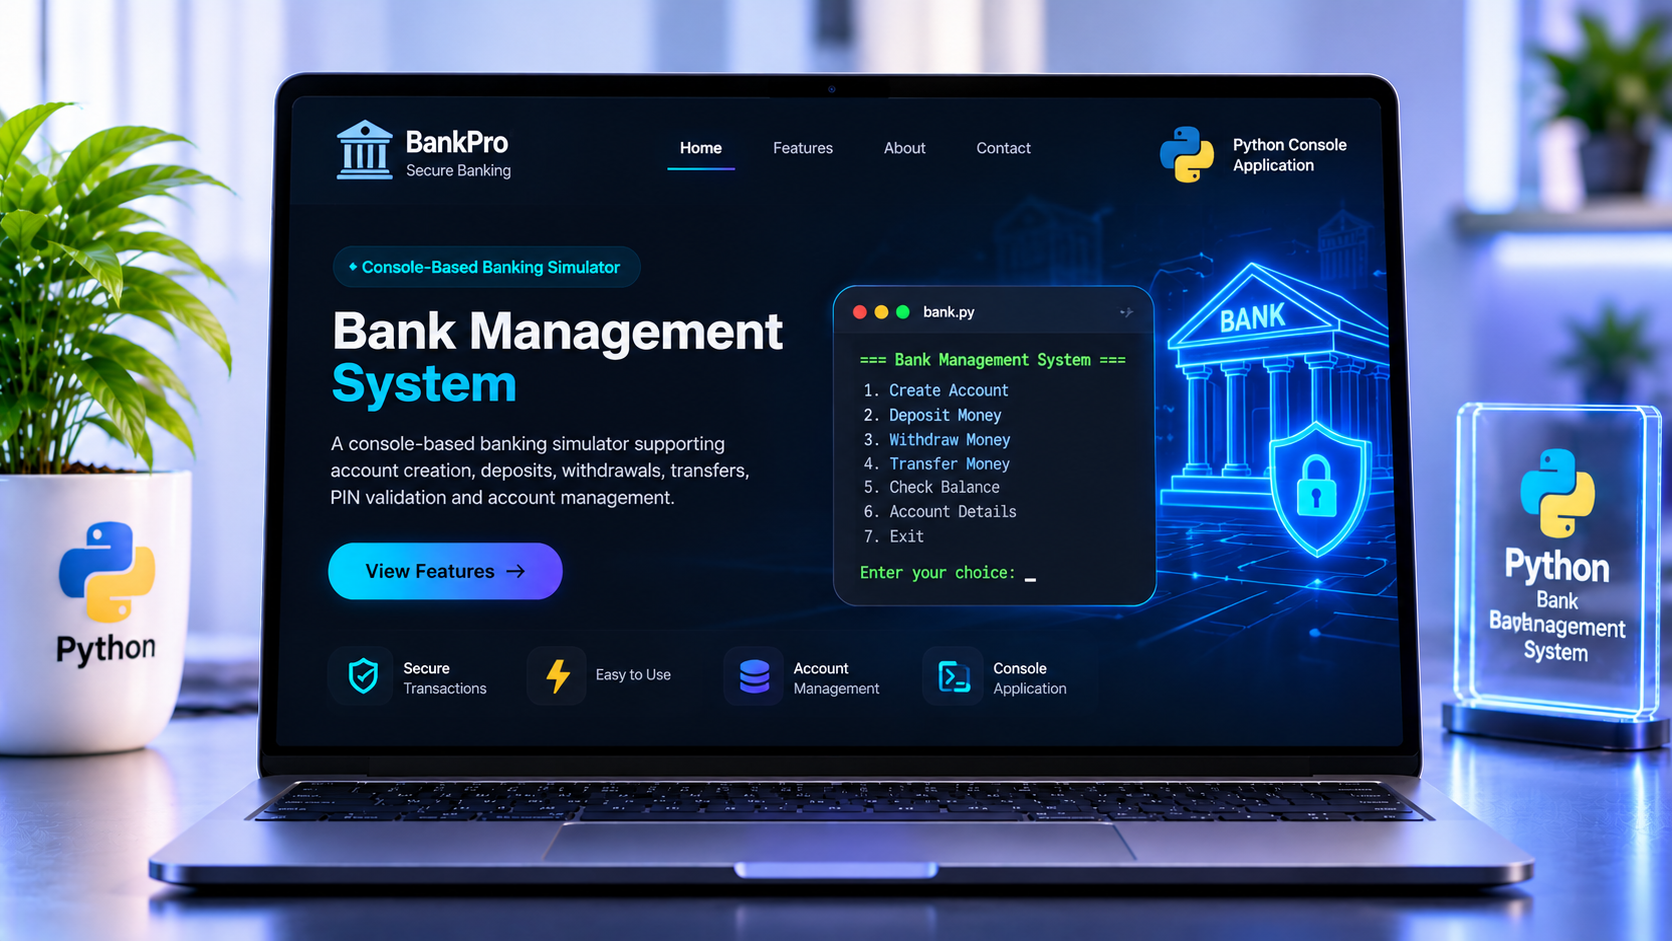 BankPro
Secure Banking
Home
Features
About
Contact
Python Console
Application
Console-Based Banking Simulator
Bank Management
System
A console-based banking simulator supporting
account creation, deposits, withdrawals, transfers,
PIN validation and account management.
View Features →
bank.py
=== Bank Management System ===
1. Create Account
2. Deposit Money
3. Withdraw Money
4. Transfer Money
5. Check Balance
6. Account Details
7. Exit
Enter your choice: _
BANK
Secure
Transactions
Easy to Use
Account
Management
Console
Application
Python
Python
Bank
System